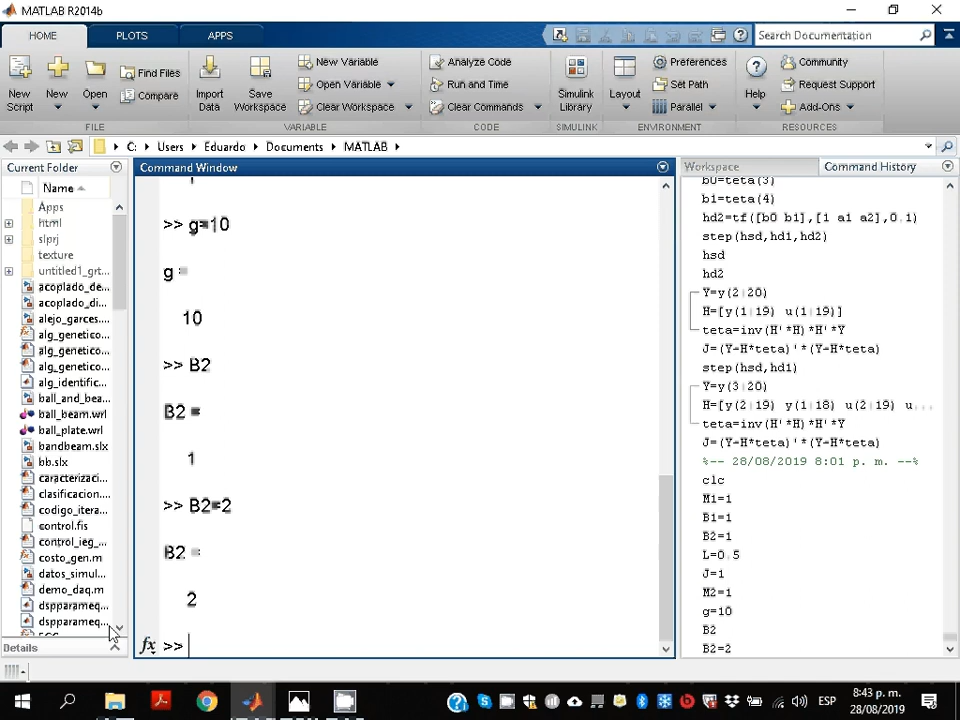 MATLAB R2014b
HOME PLOTS APPS
Search Documentation
New Script
New
Open
Find Files
Compare
Import Data
Save Workspace
New Variable
Open Variable
Clear Workspace
Analyze Code
Run and Time
Clear Commands
Simulink Library
Layout
Preferences
Set Path
Parallel
Help
Community
Request Support
Add-Ons
FILE VARIABLE CODE SIMULINK ENVIRONMENT RESOURCES
C: Users Eduardo Documents MATLAB
Current Folder
Name
Apps
html
slprj
texture
untitled1_grt...
acoplado_de...
acoplado_di...
alejo_garces...
alg_genetico...
alg_genetico...
alg_genetico...
alg_identific...
ball_and_bea...
ball_beam.wrl
ball_plate.wrl
bandbeam.slx
bb.slx
caracterizaci...
clasificacion...
codigo_itera...
control.fis
control_ieg_...
costo_gen.m
datos_simul...
demo_daq.m
dspparameq...
dspparameq...
Details
Command Window
>> g=10
g =
10
>> B2
B2 =
1
>> B2=2
B2 =
2
fx >>
Workspace Command History
b0=teta(3)
b1=teta(4)
hd2=tf([b0 b1],[1 a1 a2],0.1)
step(hsd,hd1,hd2)
hsd
hd2
Y=y(2:20)
H=[y(1:19) u(1:19)]
teta=inv(H'*H)*H'*Y
J=(Y-H*teta)'*(Y-H*teta)
step(hsd,hd1)
Y=y(3:20)
H=[y(2:19) y(1:18) u(2:19) u...
teta=inv(H'*H)*H'*Y
J=(Y-H*teta)'*(Y-H*teta)
%-- 28/08/2019 8:01 p. m. --%
clc
M1=1
B1=1
B2=1
L=0.5
J=1
M2=1
g=10
B2
B2=2
ESP
8:43 p. m.
28/08/2019